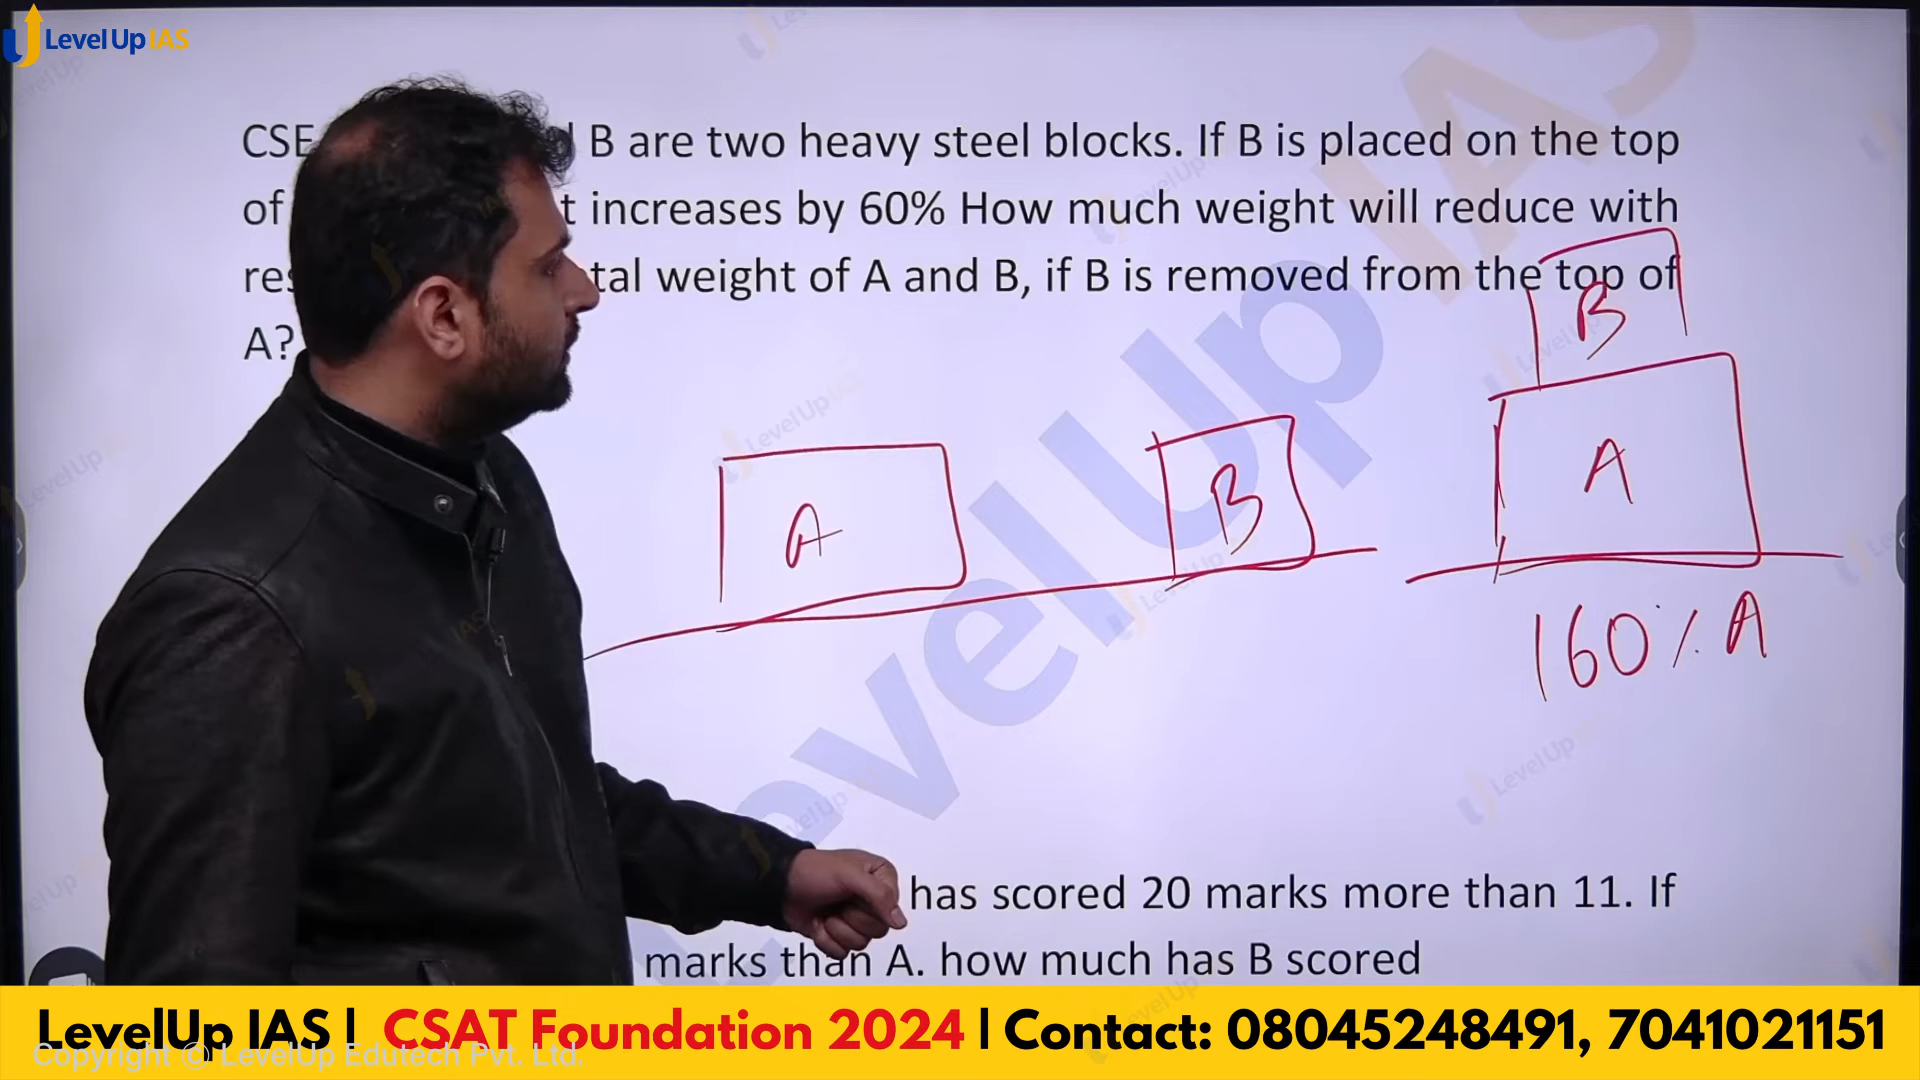 LevelUp IAS
CSE B are two heavy steel blocks. If B is placed on the top
of increases by 60% How much weight will reduce with
weight of A and B, if B is removed from the top of
A?
B
A
A
B
160% A
has scored 20 marks more than 11. If
marks than A. how much has B scored
LevelUp IAS | CSAT Foundation 2024 | Contact: 08045248491, 7041021151
Copyright © LevelUp Edutech Pvt. Ltd.